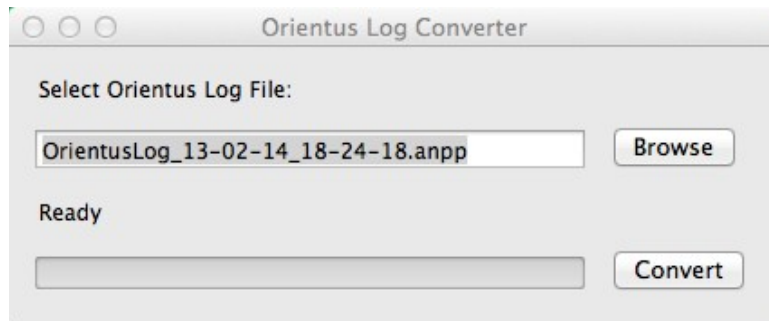 Orientus Log Converter
Select Orientus Log File:
OrientusLog_13-02-14_18-24-18.anpp
Browse
Ready
Convert